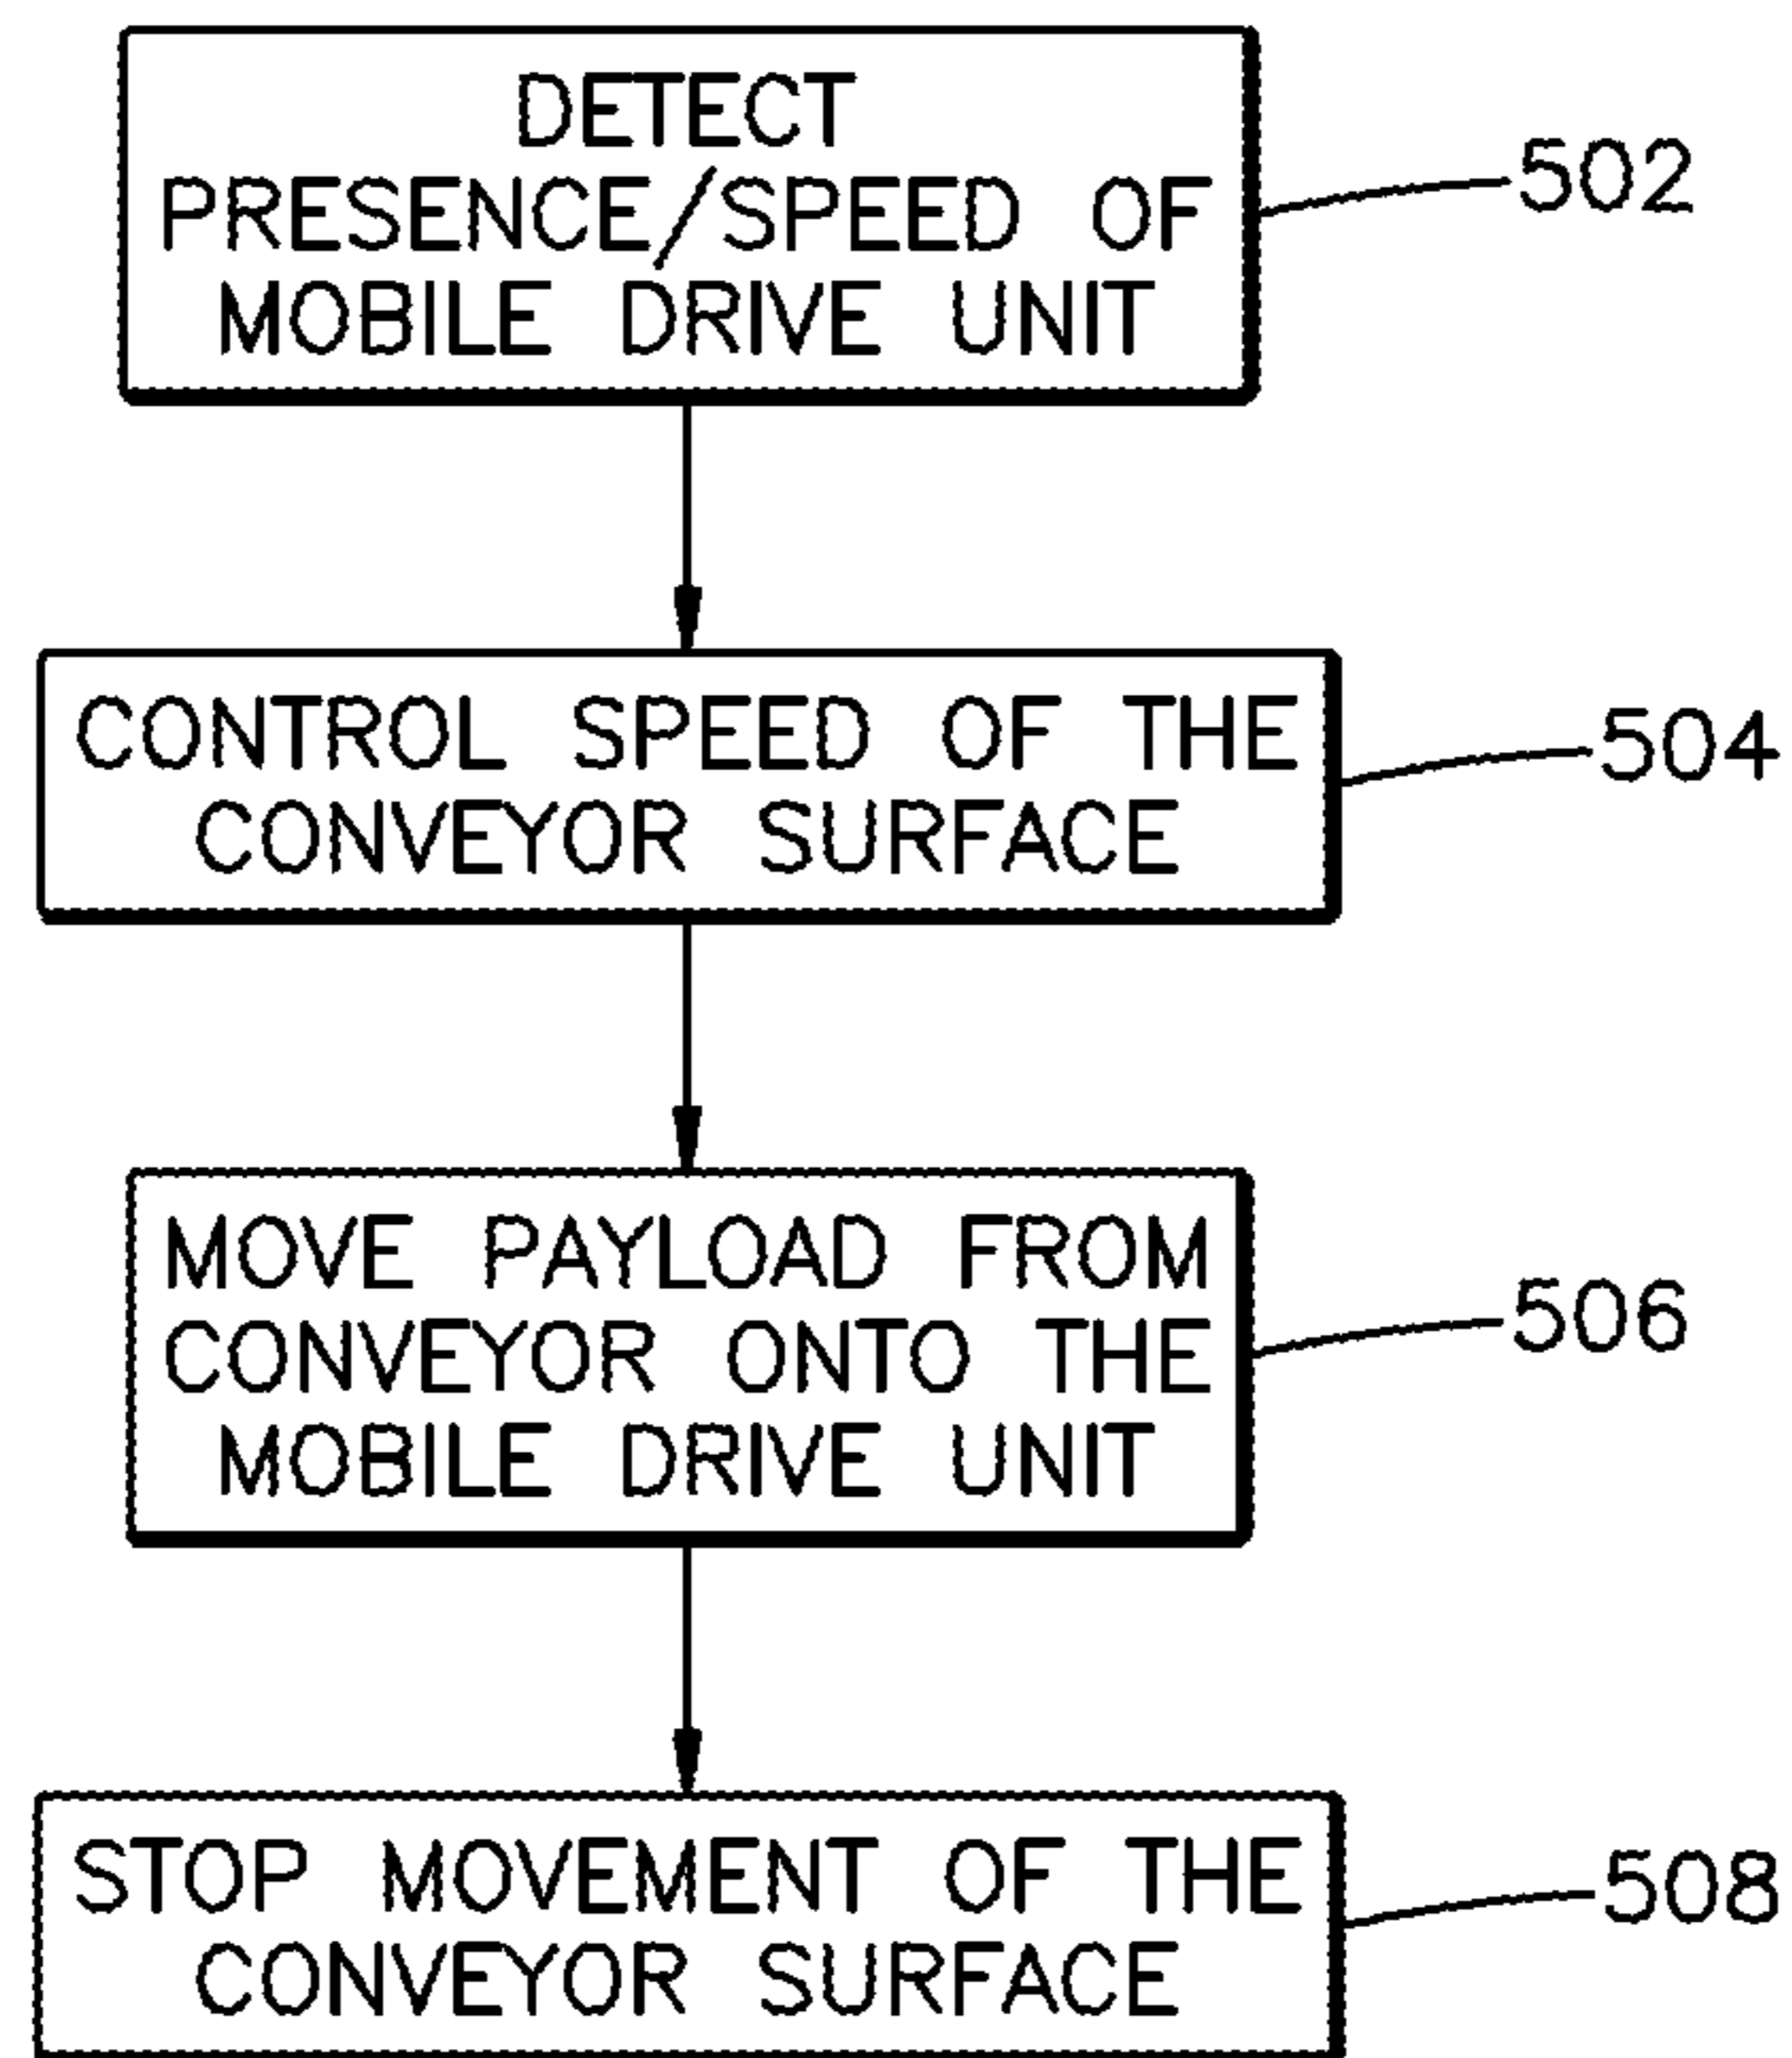 DETECT
PRESENCE/SPEED OF
MOBILE DRIVE UNIT
502
CONTROL SPEED OF THE
CONVEYOR SURFACE
504
MOVE PAYLOAD FROM
CONVEYOR ONTO THE
MOBILE DRIVE UNIT
506
STOP MOVEMENT OF THE
CONVEYOR SURFACE
508